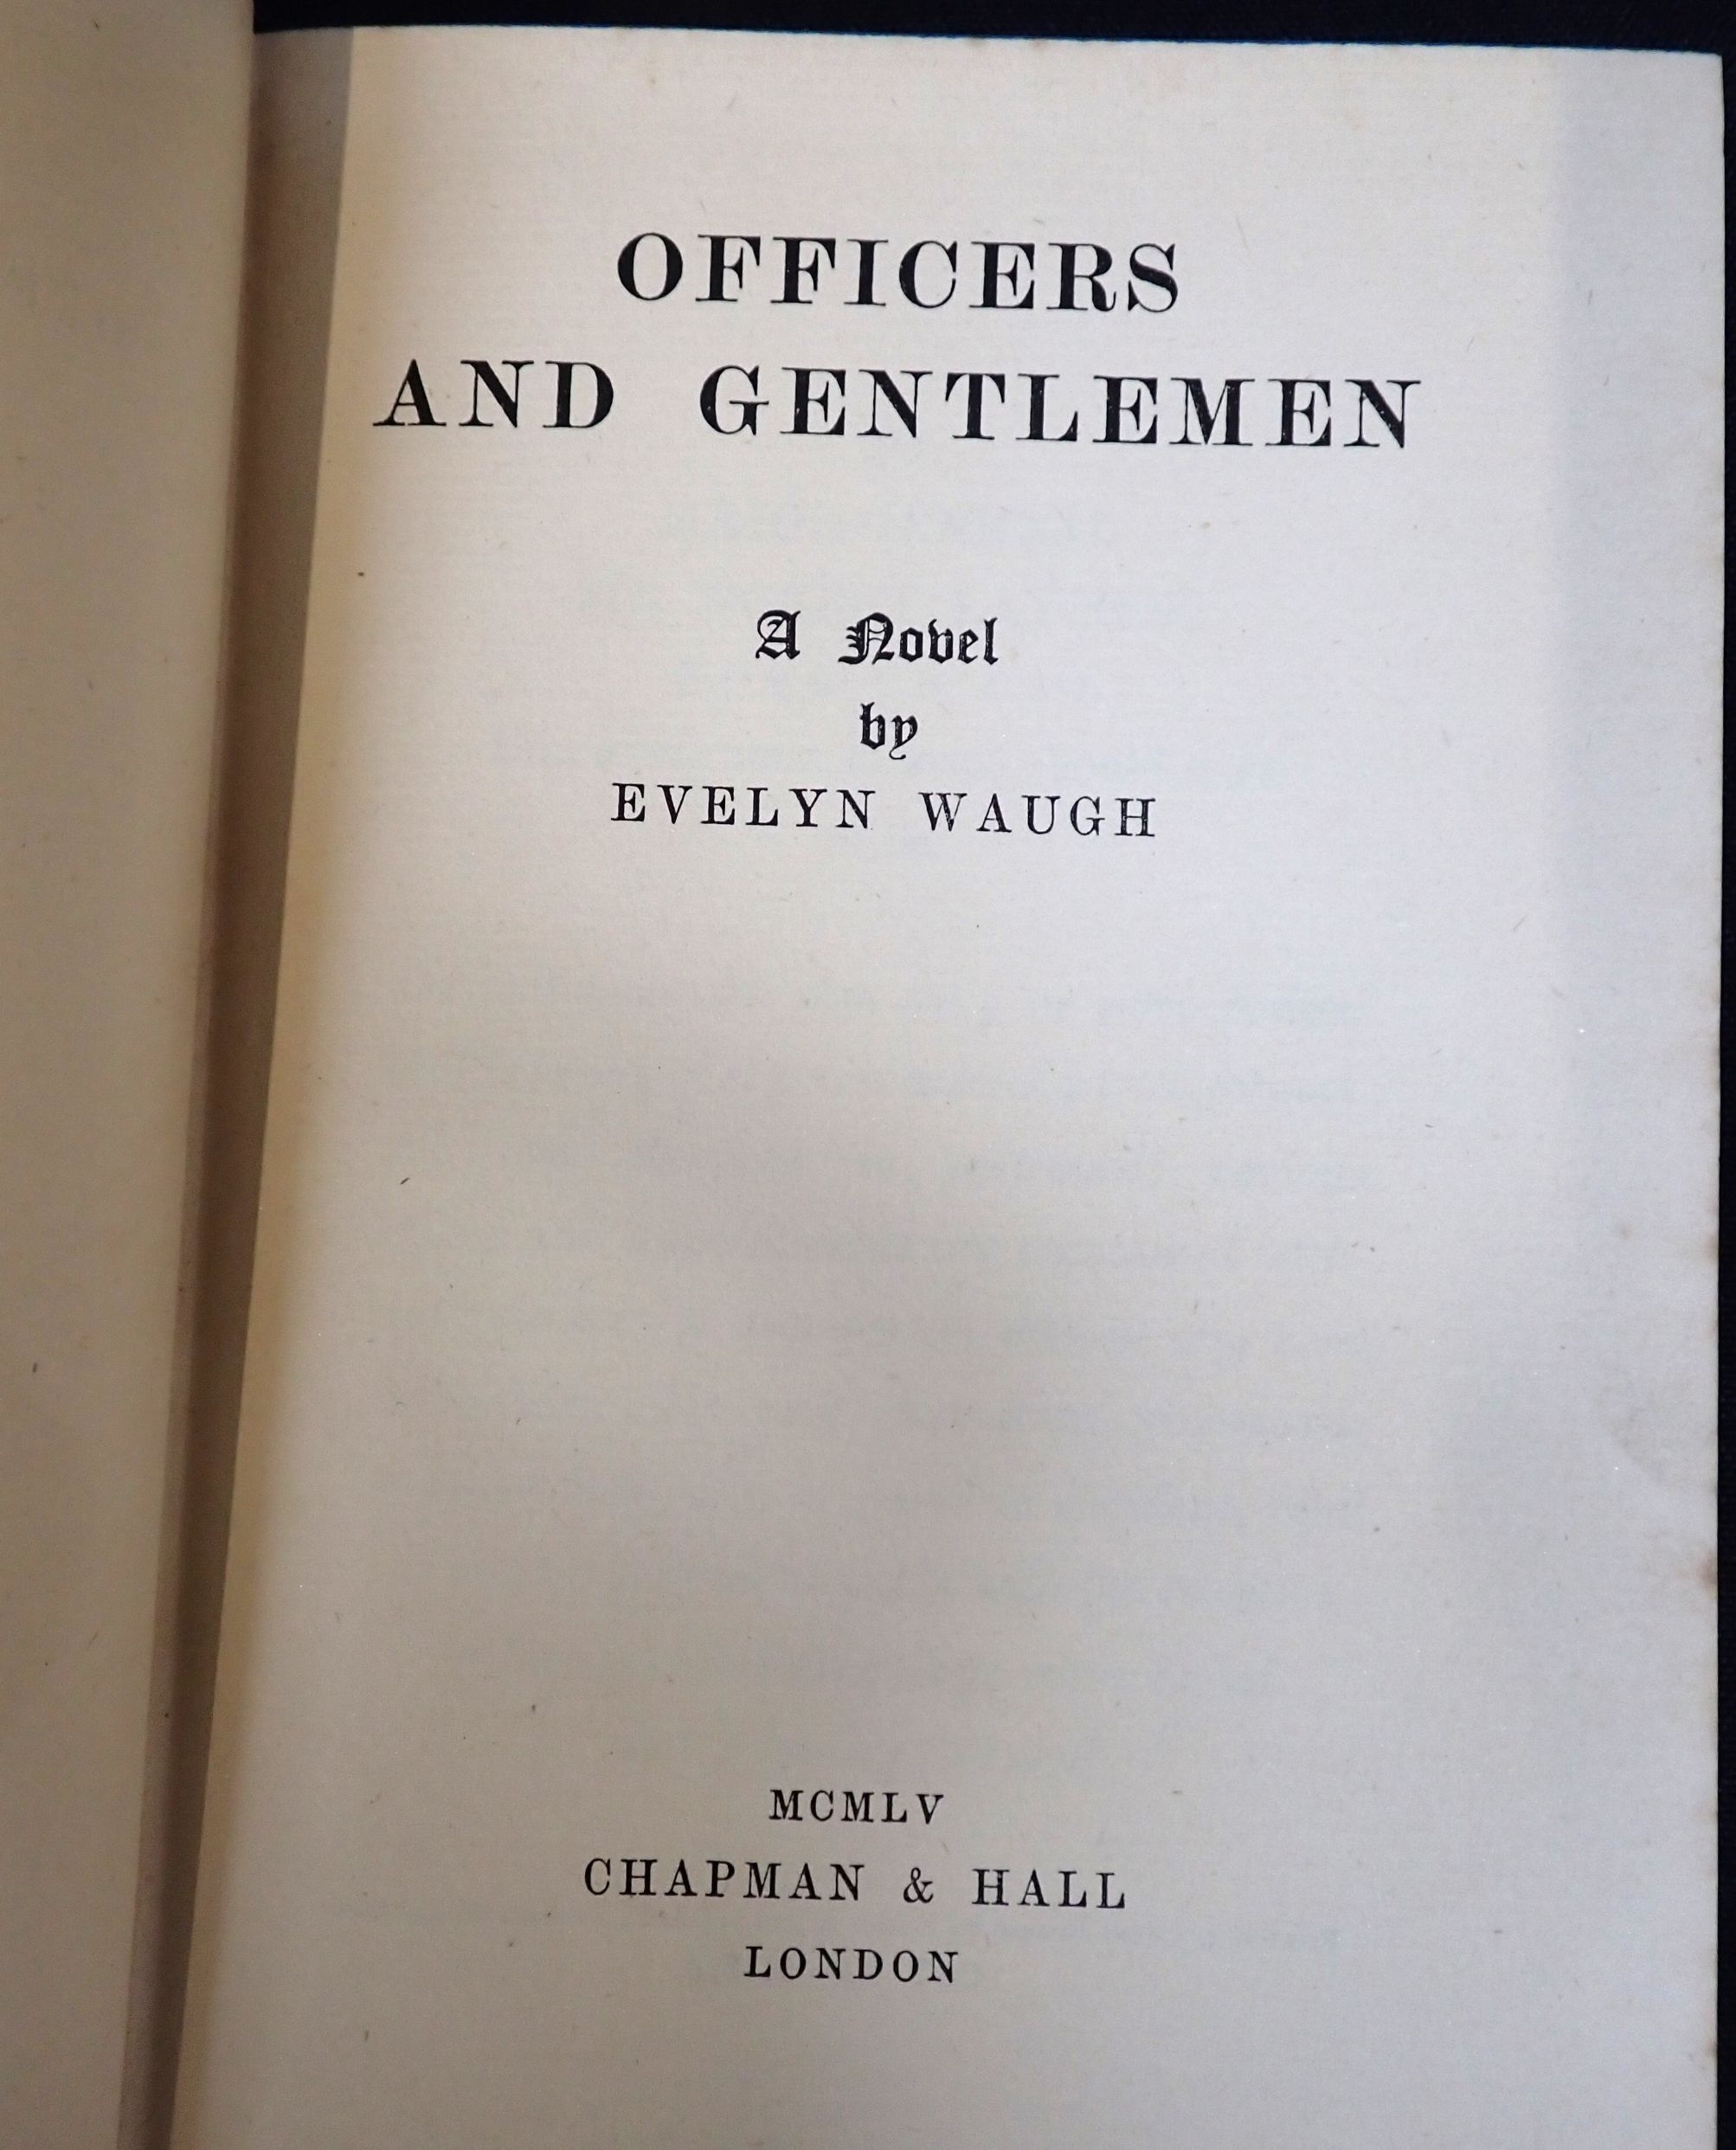 OFFICERS
AND GENTLEMEN
A Novel
by
EVELYN WAUGH
MCMLV
CHAPMAN & HALL
LONDON